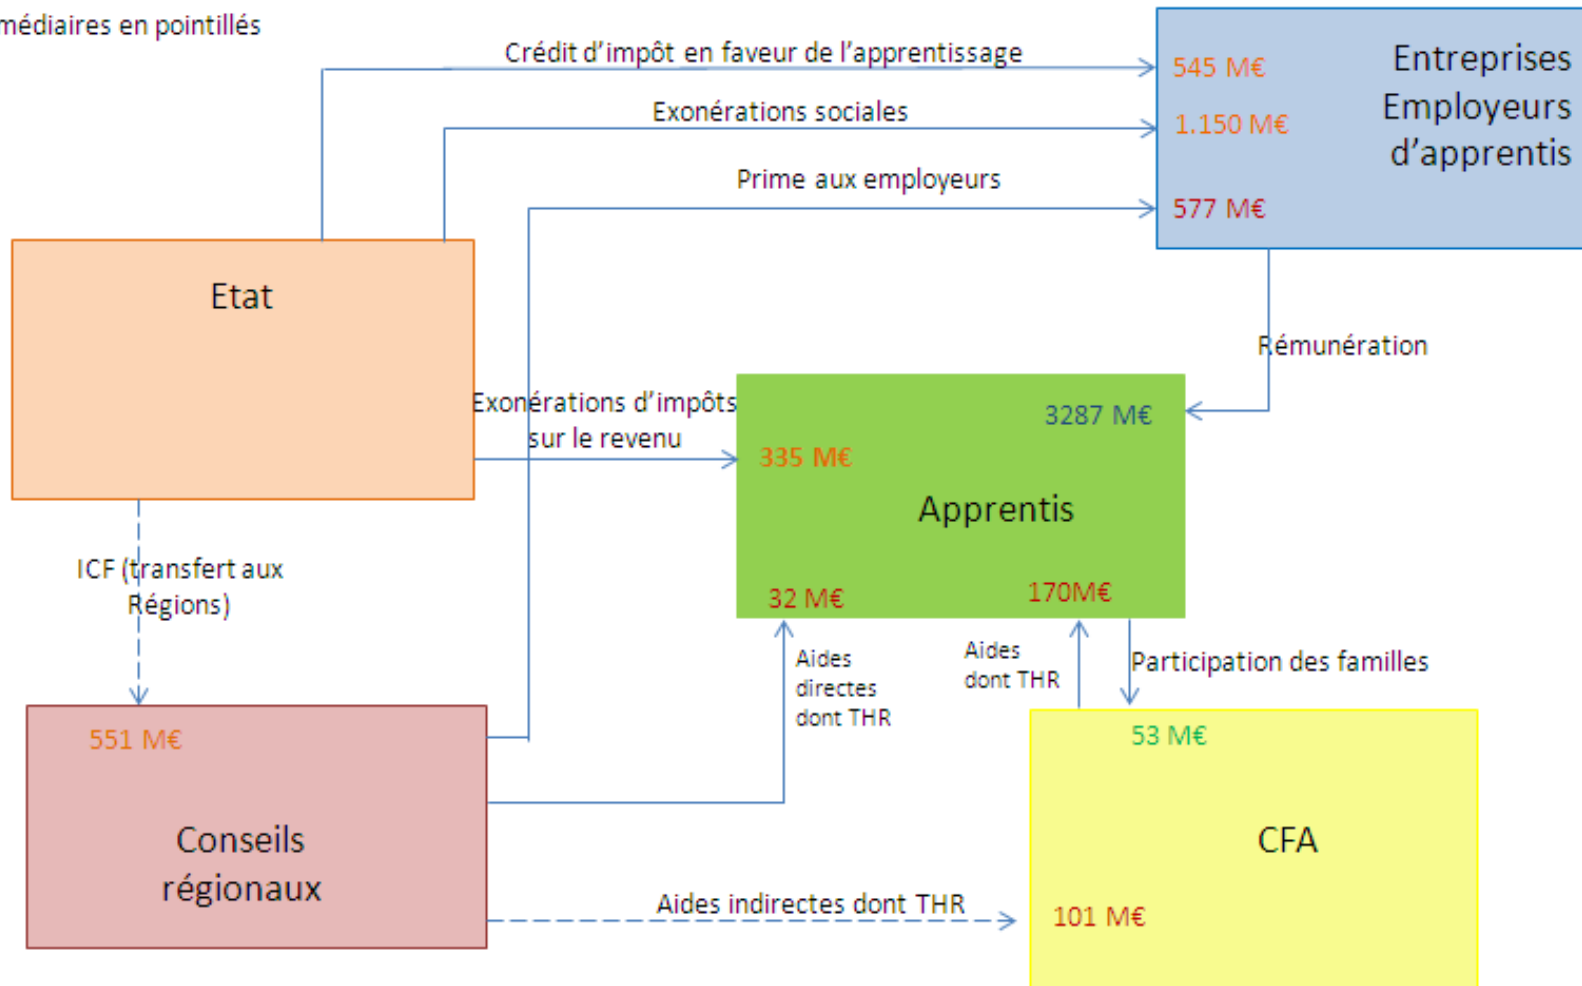 médiaires en pointillés
Crédit d'impôt en faveur de l'apprentissage
545 M€
Entreprises
Employeurs
d'apprentis
Exonérations sociales
1.150 M€
Prime aux employeurs
577 M€
Etat
Rémunération
Exonérations d'impôts
sur le revenu
3287 M€
335 M€
Apprentis
ICF (transfert aux
Régions)
32 M€
170M€
Aides
directes
dont THR
Aides
dont THR
Participation des familles
551 M€
53 M€
Conseils
régionaux
CFA
Aides indirectes dont THR
101 M€